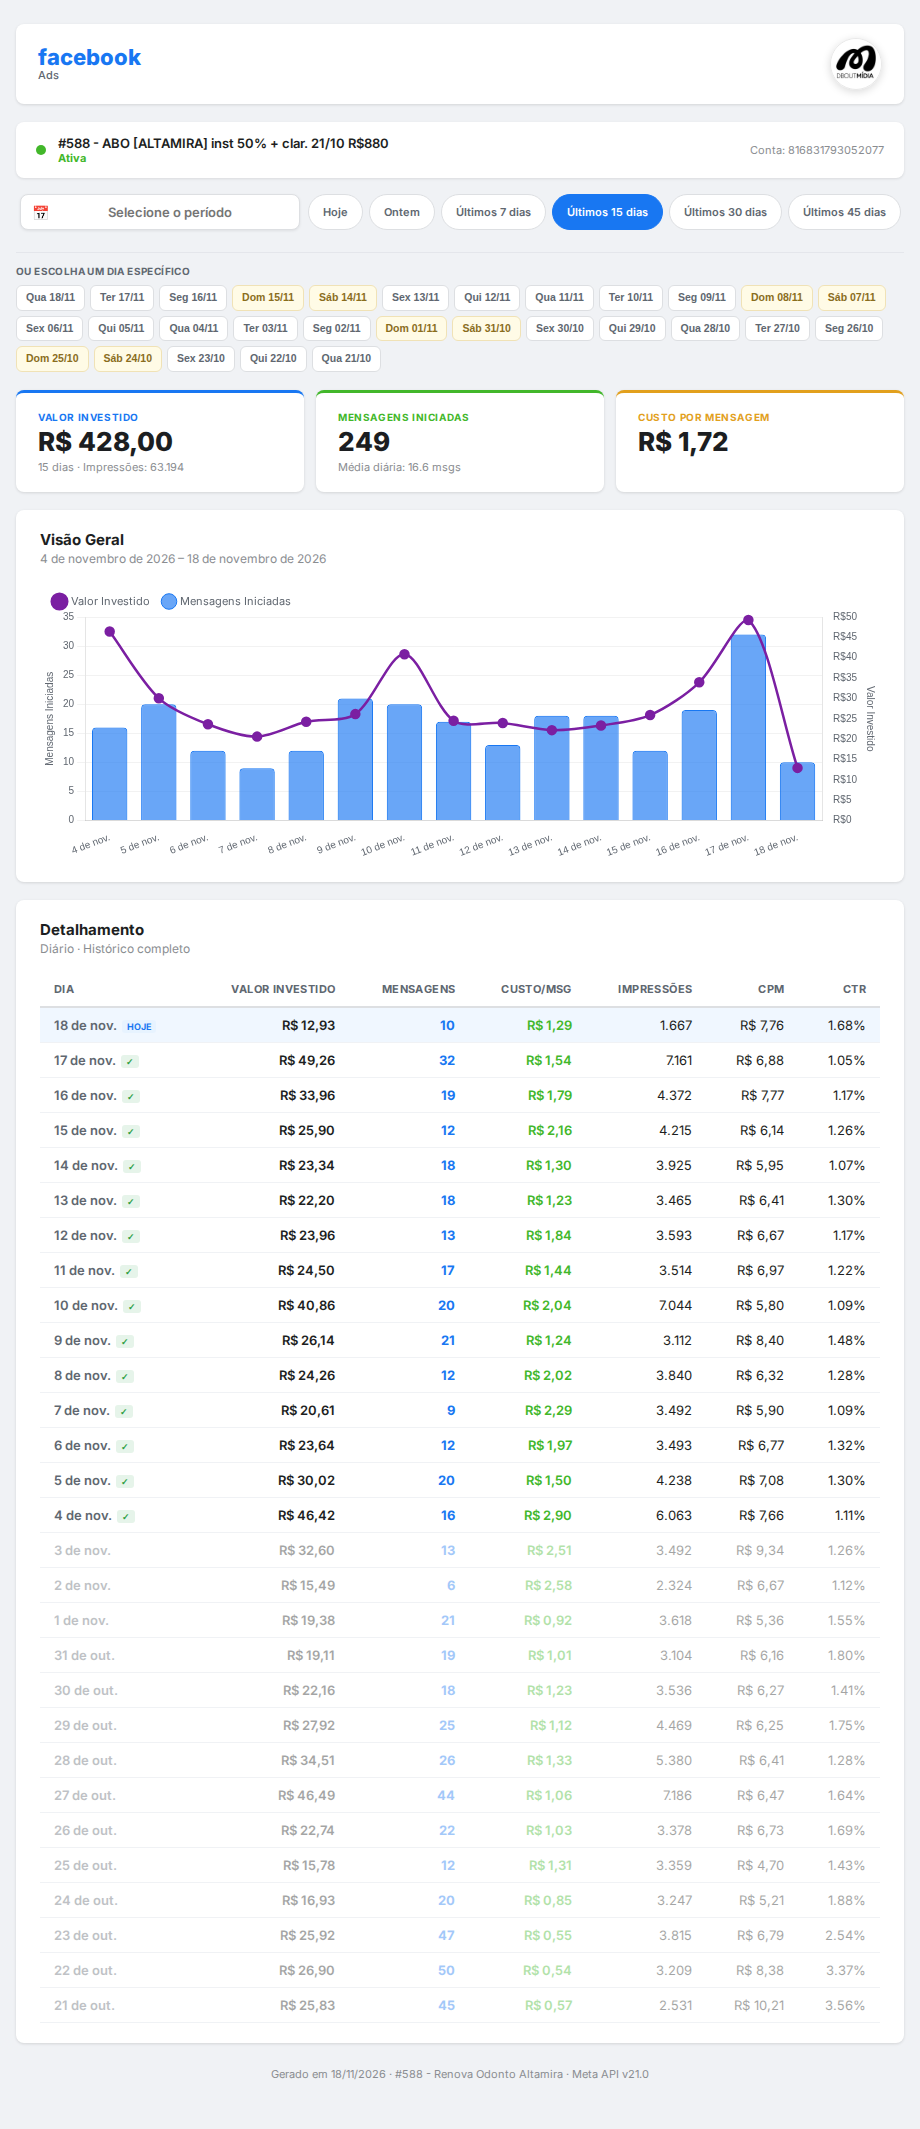 facebook
Ads
DBOUTMÍDIA
#588 - ABO [ALTAMIRA] inst 50% + clar. 21/10 R$880
Ativa
Conta: 816831793052077
Selecione o período
Hoje
Ontem
Últimos 7 dias
Últimos 15 dias
Últimos 30 dias
Últimos 45 dias
OU ESCOLHA UM DIA ESPECÍFICO
Qua 18/11 Ter 17/11 Seg 16/11 Dom 15/11 Sáb 14/11 Sex 13/11 Qui 12/11 Qua 11/11 Ter 10/11 Seg 09/11 Dom 08/11 Sáb 07/11
Sex 06/11 Qui 05/11 Qua 04/11 Ter 03/11 Seg 02/11 Dom 01/11 Sáb 31/10 Sex 30/10 Qui 29/10 Qua 28/10 Ter 27/10 Seg 26/10
Dom 25/10 Sáb 24/10 Sex 23/10 Qui 22/10 Qua 21/10
VALOR INVESTIDO
R$ 428,00
15 dias · Impressões: 63.194
MENSAGENS INICIADAS
249
Média diária: 16.6 msgs
CUSTO POR MENSAGEM
R$ 1,72
Visão Geral
4 de novembro de 2026 – 18 de novembro de 2026
Valor Investido
Mensagens Iniciadas
Mensagens Iniciadas
35
30
25
20
15
10
5
0
R$50
R$45
R$40
R$35
R$30
R$25
R$20
R$15
R$10
R$5
R$0
Valor Investido
4 de nov. 5 de nov. 6 de nov. 7 de nov. 8 de nov. 9 de nov. 10 de nov. 11 de nov. 12 de nov. 13 de nov. 14 de nov. 15 de nov. 16 de nov. 17 de nov. 18 de nov.
Detalhamento
Diário · Histórico completo
DIA VALOR INVESTIDO MENSAGENS CUSTO/MSG IMPRESSÕES CPM CTR
18 de nov. HOJE R$ 12,93 10 R$ 1,29 1.667 R$ 7,76 1.68%
17 de nov. ✓ R$ 49,26 32 R$ 1,54 7.161 R$ 6,88 1.05%
16 de nov. ✓ R$ 33,96 19 R$ 1,79 4.372 R$ 7,77 1.17%
15 de nov. ✓ R$ 25,90 12 R$ 2,16 4.215 R$ 6,14 1.26%
14 de nov. ✓ R$ 23,34 18 R$ 1,30 3.925 R$ 5,95 1.07%
13 de nov. ✓ R$ 22,20 18 R$ 1,23 3.465 R$ 6,41 1.30%
12 de nov. ✓ R$ 23,96 13 R$ 1,84 3.593 R$ 6,67 1.17%
11 de nov. ✓ R$ 24,50 17 R$ 1,44 3.514 R$ 6,97 1.22%
10 de nov. ✓ R$ 40,86 20 R$ 2,04 7.044 R$ 5,80 1.09%
9 de nov. ✓ R$ 26,14 21 R$ 1,24 3.112 R$ 8,40 1.48%
8 de nov. ✓ R$ 24,26 12 R$ 2,02 3.840 R$ 6,32 1.28%
7 de nov. ✓ R$ 20,61 9 R$ 2,29 3.492 R$ 5,90 1.09%
6 de nov. ✓ R$ 23,64 12 R$ 1,97 3.493 R$ 6,77 1.32%
5 de nov. ✓ R$ 30,02 20 R$ 1,50 4.238 R$ 7,08 1.30%
4 de nov. ✓ R$ 46,42 16 R$ 2,90 6.063 R$ 7,66 1.11%
3 de nov. R$ 32,60 13 R$ 2,51 3.492 R$ 9,34 1.26%
2 de nov. R$ 15,49 6 R$ 2,58 2.324 R$ 6,67 1.12%
1 de nov. R$ 19,38 21 R$ 0,92 3.618 R$ 5,36 1.55%
31 de out. R$ 19,11 19 R$ 1,01 3.104 R$ 6,16 1.80%
30 de out. R$ 22,16 18 R$ 1,23 3.536 R$ 6,27 1.41%
29 de out. R$ 27,92 25 R$ 1,12 4.469 R$ 6,25 1.75%
28 de out. R$ 34,51 26 R$ 1,33 5.380 R$ 6,41 1.28%
27 de out. R$ 46,49 44 R$ 1,06 7.186 R$ 6,47 1.64%
26 de out. R$ 22,74 22 R$ 1,03 3.378 R$ 6,73 1.69%
25 de out. R$ 15,78 12 R$ 1,31 3.359 R$ 4,70 1.43%
24 de out. R$ 16,93 20 R$ 0,85 3.247 R$ 5,21 1.88%
23 de out. R$ 25,92 47 R$ 0,55 3.815 R$ 6,79 2.54%
22 de out. R$ 26,90 50 R$ 0,54 3.209 R$ 8,38 3.37%
21 de out. R$ 25,83 45 R$ 0,57 2.531 R$ 10,21 3.56%
Gerado em 18/11/2026 · #588 - Renova Odonto Altamira · Meta API v21.0